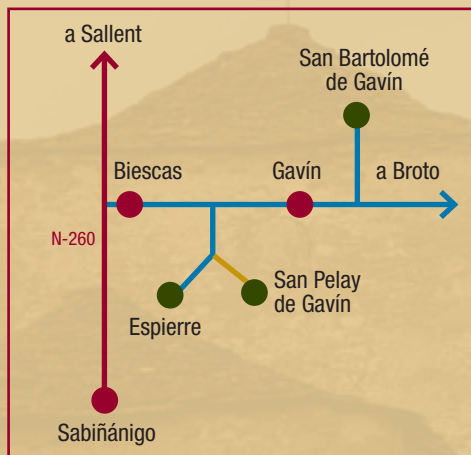 a Sallent
San Bartolomé
de Gavín
Biescas
Gavín
a Broto
N-260
San Pelay
de Gavín
Espierre
Sabiñánigo